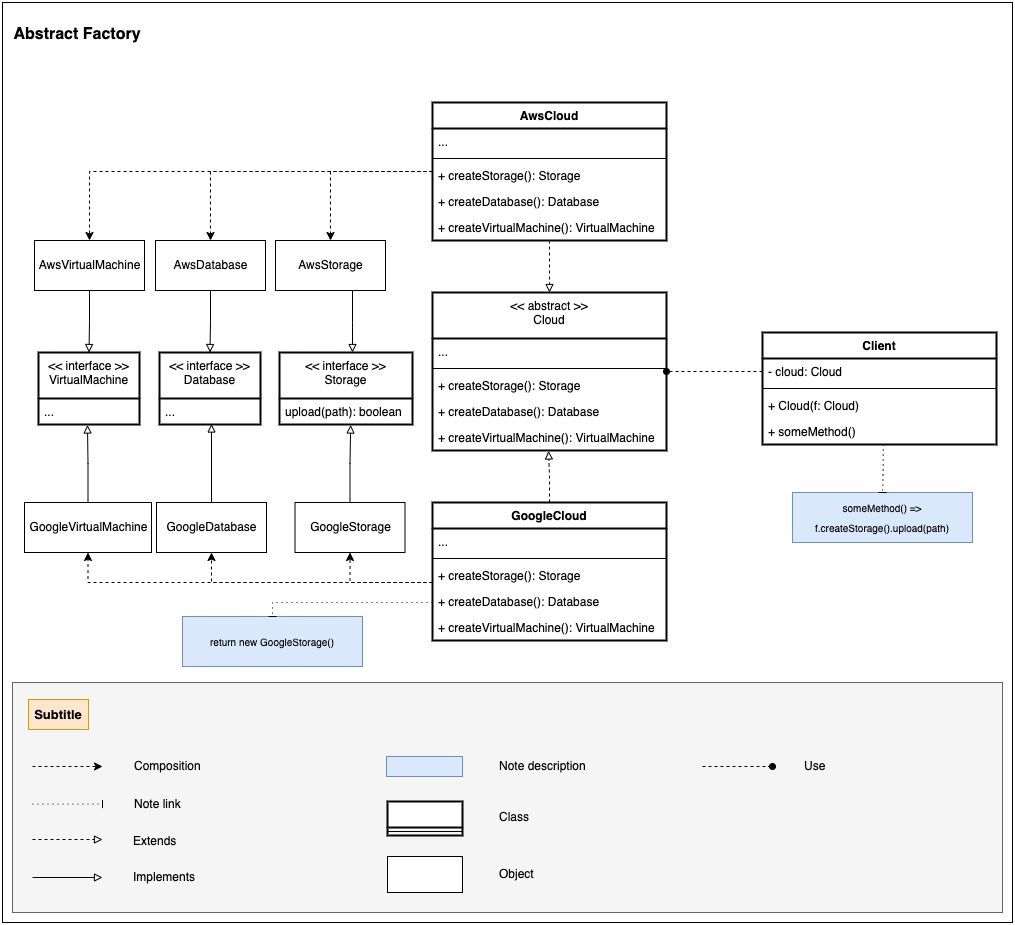 Abstract Factory
AwsCloud
...
+ createStorage(): Storage
+ createDatabase(): Database
+ createVirtualMachine(): VirtualMachine
AwsVirtualMachine
AwsDatabase
AwsStorage
<< interface >>
VirtualMachine
...
<< interface >>
Database
...
<< interface >>
Storage
upload(path): boolean
<< abstract >>
Cloud
...
+ createStorage(): Storage
+ createDatabase(): Database
+ createVirtualMachine(): VirtualMachine
Client
- cloud: Cloud
+ Cloud(f: Cloud)
+ someMethod()
someMethod() =>
f.createStorage().upload(path)
GoogleVirtualMachine
GoogleDatabase
GoogleStorage
GoogleCloud
...
+ createStorage(): Storage
+ createDatabase(): Database
+ createVirtualMachine(): VirtualMachine
return new GoogleStorage()
Subtitle
Composition
Note link
Extends
Implements
Note description
Class
Object
Use